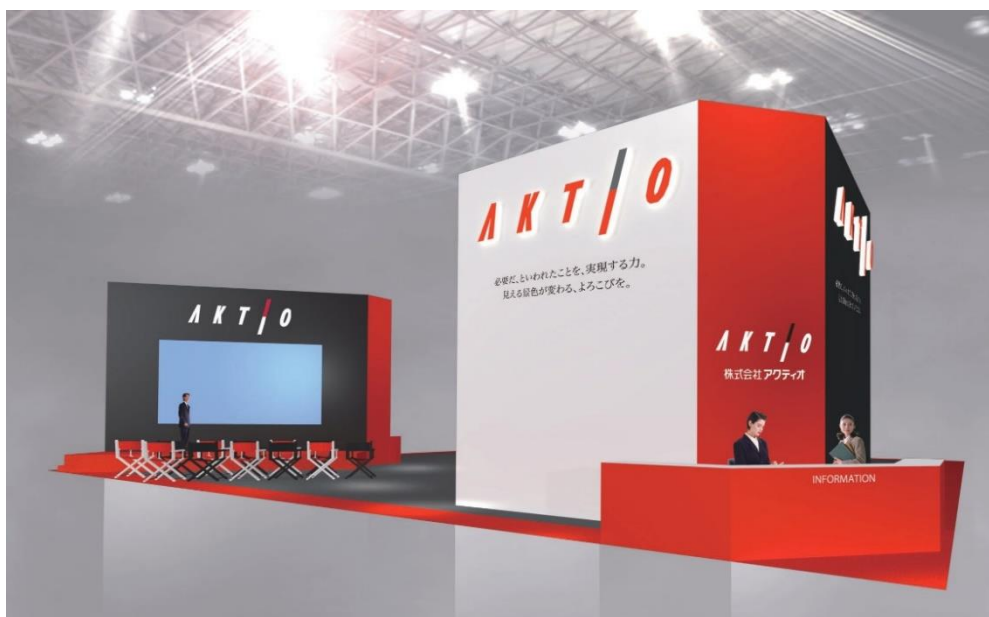 AKTIO
AKTIO
必要だ、といわれたことを、実現する力。
見える景色が変わる、よろこびを。
AKTIO
株式会社アクティオ
INFORMATION